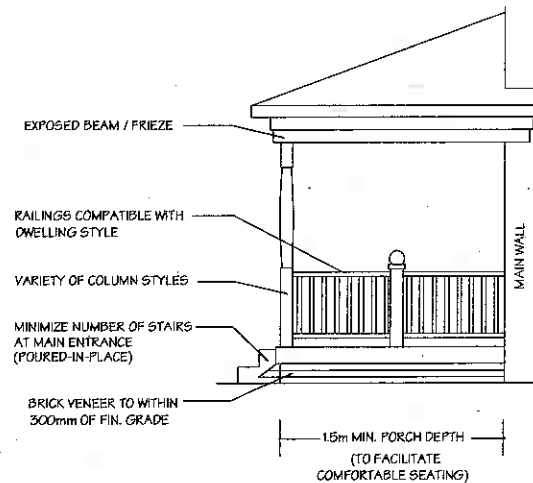 EXPOSED BEAM / FRIEZE
RAILINGS COMPATIBLE WITH
DWELLING STYLE
VARIETY OF COLUMN STYLES
MINIMIZE NUMBER OF STAIRS
AT MAIN ENTRANCE
(POURED-IN-PLACE)
BRICK VENEER TO WITHIN
300mm OF FIN. GRADE
MAIN WALL
1.5m MIN. PORCH DEPTH
(TO FACILITATE
COMFORTABLE SEATING)